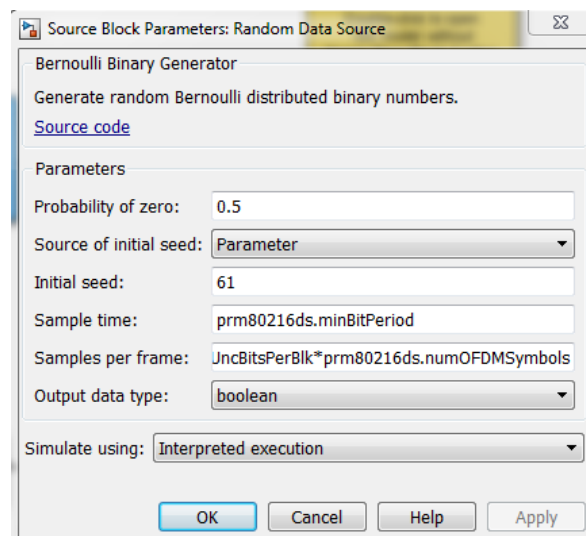 Source Block Parameters: Random Data Source
Bernoulli Binary Generator
Generate random Bernoulli distributed binary numbers.
Source code
Parameters
Probability of zero: 0.5
Source of initial seed: Parameter
Initial seed: 61
Sample time: prm80216ds.minBitPeriod
Samples per frame: UncBitsPerBlk*prm80216ds.numOFDMSymbols
Output data type: boolean
Simulate using: Interpreted execution
OK Cancel Help Apply